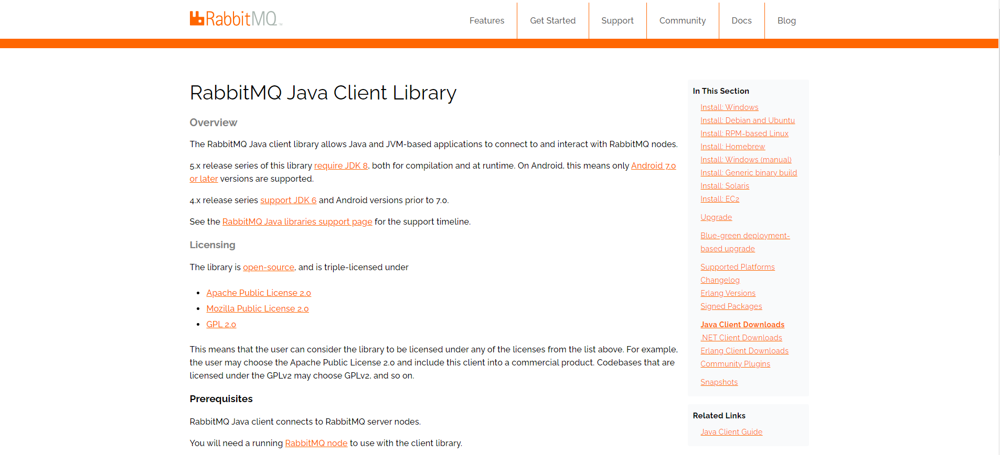 RabbitMQ™
Features
Get Started
Support
Community
Docs
Blog
RabbitMQ Java Client Library
Overview
The RabbitMQ Java client library allows Java and JVM-based applications to connect to and interact with RabbitMQ nodes.
5.x release series of this library require JDK 8, both for compilation and at runtime. On Android, this means only Android 7.0
or later versions are supported.
4.x release series support JDK 6 and Android versions prior to 7.0.
See the RabbitMQ Java libraries support page for the support timeline.
Licensing
The library is open-source, and is triple-licensed under
• Apache Public License 2.0
• Mozilla Public License 2.0
• GPL 2.0
This means that the user can consider the library to be licensed under any of the licenses from the list above. For example,
the user may choose the Apache Public License 2.0 and include this client into a commercial product. Codebases that are
licensed under the GPLv2 may choose GPLv2, and so on.
Prerequisites
RabbitMQ Java client connects to RabbitMQ server nodes.
You will need a running RabbitMQ node to use with the client library.
In This Section
Install: Windows
Install: Debian and Ubuntu
Install: RPM-based Linux
Install: Homebrew
Install: Windows (manual)
Install: Generic binary build
Install: Solaris
Install: EC2
Upgrade
Blue-green deployment-
based upgrade
Supported Platforms
Changelog
Erlang Versions
Signed Packages
Java Client Downloads
.NET Client Downloads
Erlang Client Downloads
Community Plugins
Snapshots
Related Links
Java Client Guide